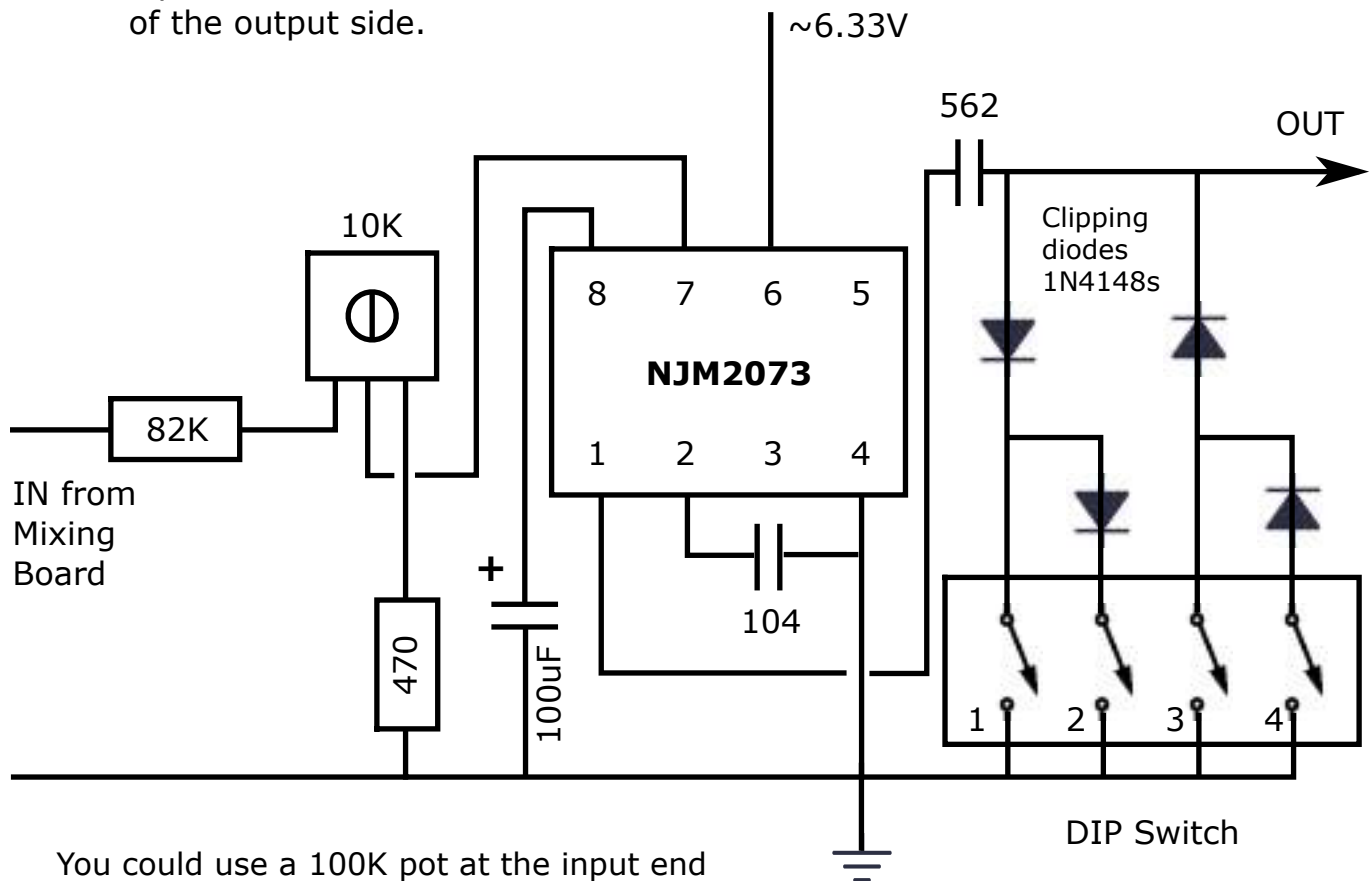 of the output side.
~6.33V
562
OUT
10K
Clipping
diodes
1N4148s
8 7 6 5
NJM2073
82K
1 2 3 4
IN from
Mixing
Board
+
104
470
100uF
1 2 3 4
DIP Switch
You could use a 100K pot at the input end